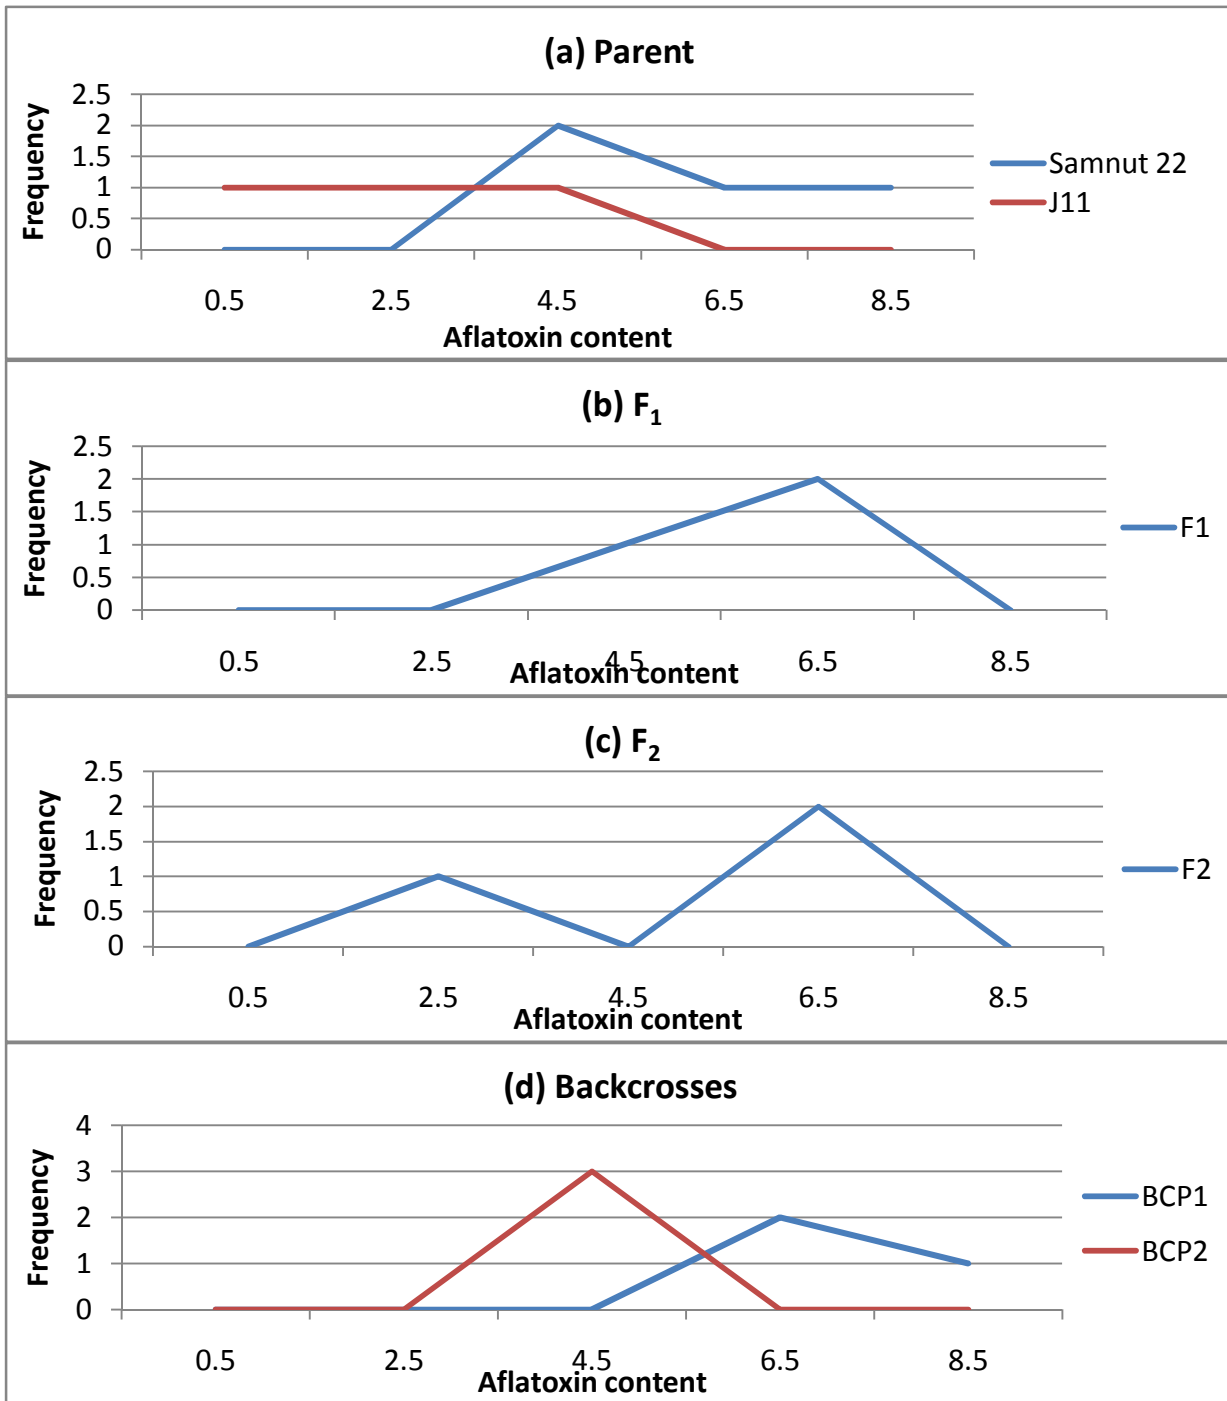 (a) Parent
2.5
2
1.5
1
0.5
0
Frequency
0.5 2.5 4.5 6.5 8.5
Aflatoxin content
Samnut 22
J11
(b) F₁
2.5
2
1.5
1
0.5
0
Frequency
0.5 2.5 4.5 6.5 8.5
Aflatoxin content
F1
(c) F₂
2.5
2
1.5
1
0.5
0
Frequency
0.5 2.5 4.5 6.5 8.5
Aflatoxin content
F2
(d) Backcrosses
4
3
2
1
0
Frequency
0.5 2.5 4.5 6.5 8.5
Aflatoxin content
BCP1
BCP2